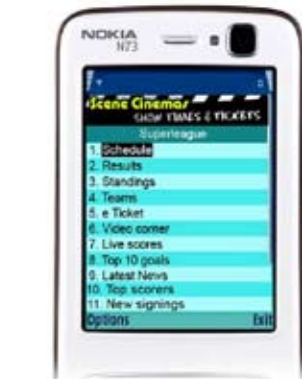 NOKIA
N73
Scene Cinemas
SHOW TIMES & TICKETS
Superleague
1. Schedule
2. Results
3. Standings
4. Teams
5. e Ticket
6. Video corner
7. Live scores
8. Top 10 goals
9. Latest News
10. Top scorers
11. New signings
Options Exit